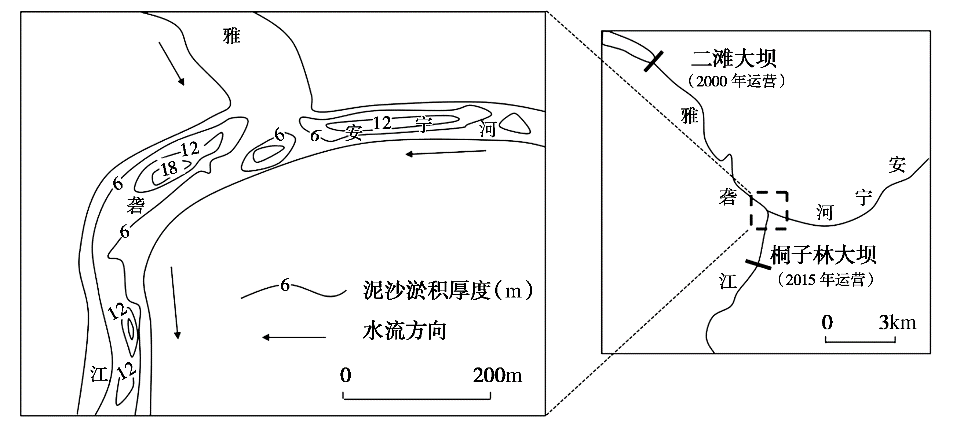 雅
12
安
宁
河
6
6
12
18
6
砻
6
12
12
江
6
泥沙淤积厚度(m)
水流方向
0
200m
二滩大坝
(2000年运营)
雅
砻
安
宁
河
桐子林大坝
(2015年运营)
江
0
3km